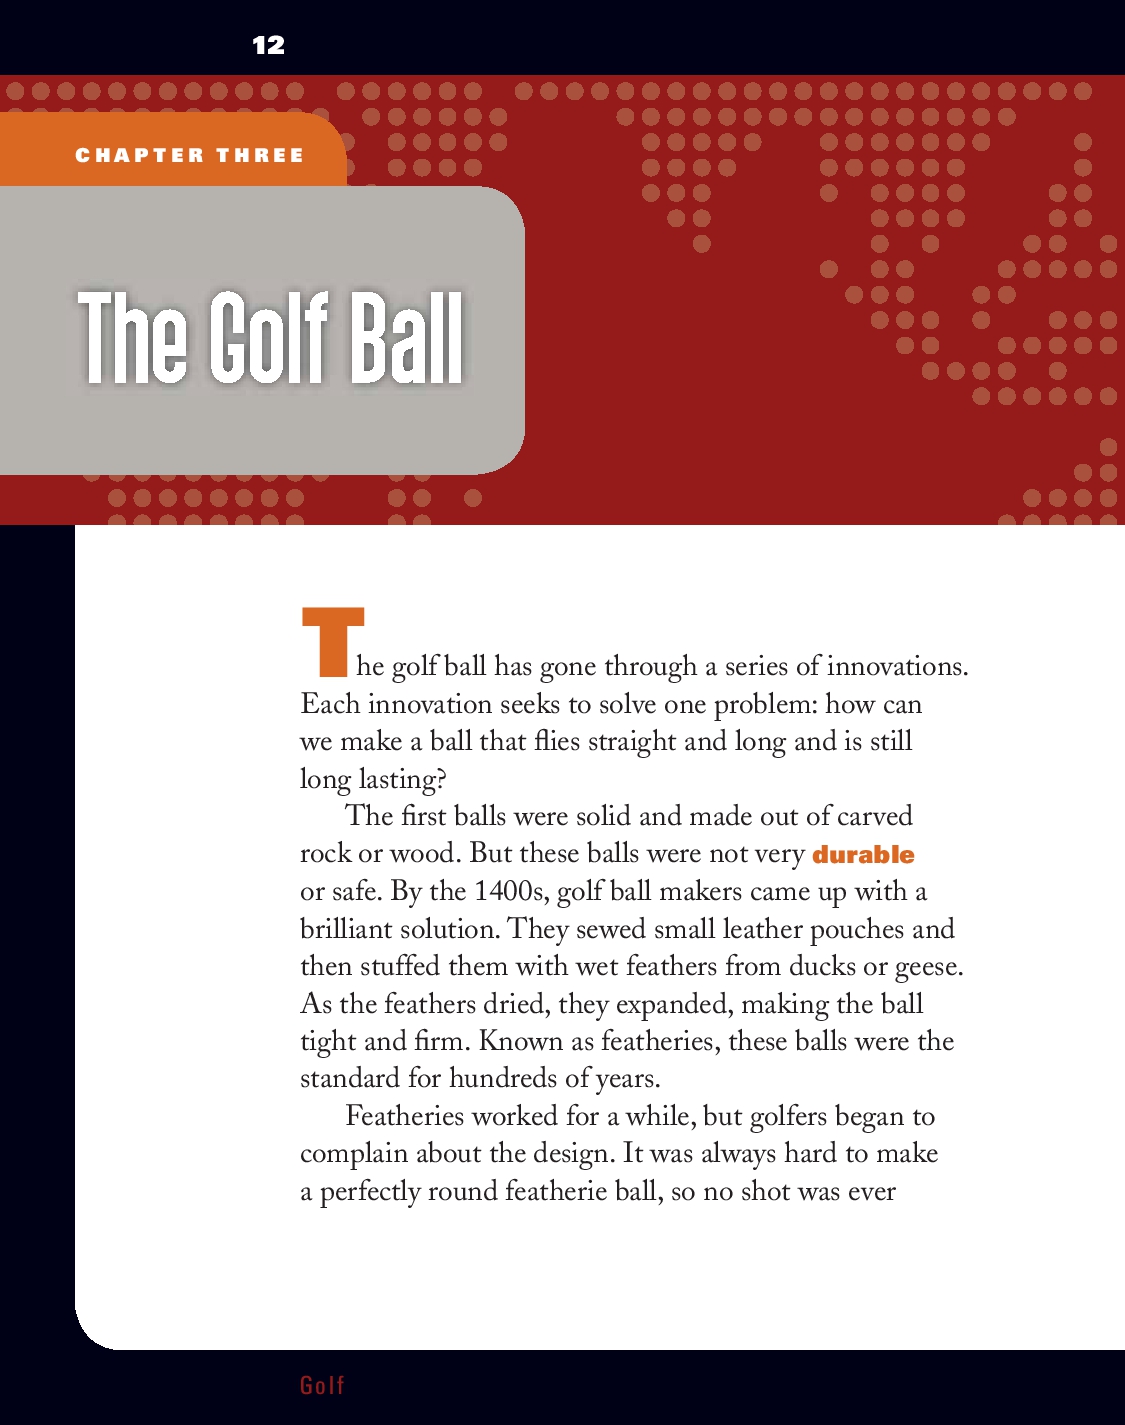 12
CHAPTER THREE
The Golf Ball
The golf ball has gone through a series of innovations.
Each innovation seeks to solve one problem: how can
we make a ball that flies straight and long and is still
long lasting?
The first balls were solid and made out of carved
rock or wood. But these balls were not very durable
or safe. By the 1400s, golf ball makers came up with a
brilliant solution. They sewed small leather pouches and
then stuffed them with wet feathers from ducks or geese.
As the feathers dried, they expanded, making the ball
tight and firm. Known as featheries, these balls were the
standard for hundreds of years.
Featheries worked for a while, but golfers began to
complain about the design. It was always hard to make
a perfectly round featherie ball, so no shot was ever
Golf